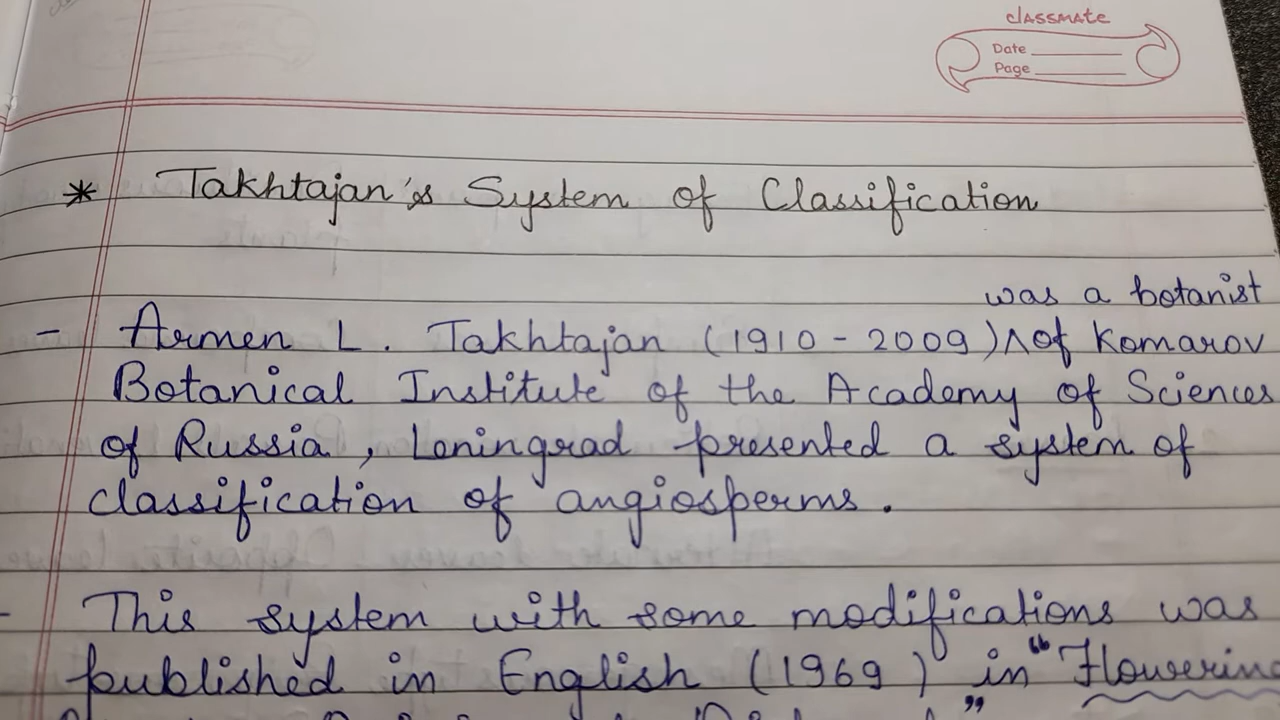 classmate
Date
Page
* Takhtajan's System of Classification
was a botanist
- Armen L. Takhtajan (1910 - 2009) ^ of Komarov
Botanical Institute of the Academy of Sciences
of Russia, Leningrad presented a system of
classification of angiosperms.
- This system with some modifications was
published in English (1969) in "Flowering